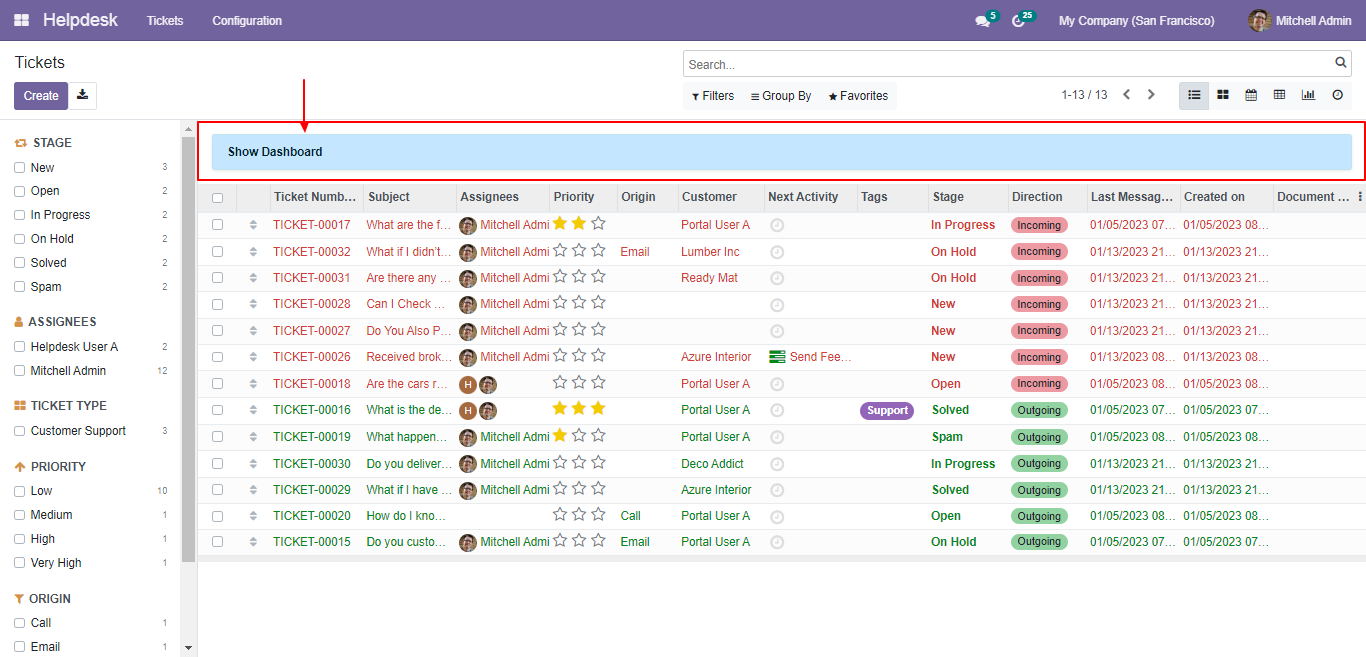 Helpdesk Tickets Configuration 5 25 My Company (San Francisco) Mitchell Admin
Tickets
Search...
Create
Filters Group By Favorites
1-13 / 13
STAGE
New 3
Open 2
In Progress 2
On Hold 2
Solved 2
Spam 2
ASSIGNEES
Helpdesk User A 2
Mitchell Admin 12
TICKET TYPE
Customer Support 3
PRIORITY
Low 10
Medium 1
High 1
Very High 1
ORIGIN
Call 1
Email 1
Show Dashboard
Ticket Numb... Subject Assignees Priority Origin Customer Next Activity Tags Stage Direction Last Messag... Created on Document ...
TICKET-00017 What are the f... Mitchell Admi Portal User A In Progress Incoming 01/05/2023 07... 01/05/2023 08...
TICKET-00032 What if I didn't... Mitchell Admi Email Lumber Inc On Hold Incoming 01/13/2023 21... 01/13/2023 21...
TICKET-00031 Are there any ... Mitchell Admi Ready Mat On Hold Incoming 01/13/2023 21... 01/13/2023 21...
TICKET-00028 Can I Check ... Mitchell Admi New Incoming 01/13/2023 21... 01/13/2023 21...
TICKET-00027 Do You Also P... Mitchell Admi New Incoming 01/13/2023 21... 01/13/2023 21...
TICKET-00026 Received brok... Mitchell Admi Azure Interior Send Fee... New Incoming 01/13/2023 08... 01/13/2023 08...
TICKET-00018 Are the cars r... H Portal User A Open Incoming 01/05/2023 08... 01/05/2023 08...
TICKET-00016 What is the de... H Portal User A Support Solved Outgoing 01/05/2023 07... 01/05/2023 07...
TICKET-00019 What happen... Mitchell Admi Portal User A Spam Outgoing 01/05/2023 08... 01/05/2023 08...
TICKET-00030 Do you deliver... Mitchell Admi Deco Addict In Progress Outgoing 01/13/2023 21... 01/13/2023 21...
TICKET-00029 What if I have ... Mitchell Admi Azure Interior Solved Outgoing 01/13/2023 21... 01/13/2023 21...
TICKET-00020 How do I kno... Call Portal User A Open Outgoing 01/05/2023 08... 01/05/2023 08...
TICKET-00015 Do you custo... Mitchell Admi Email Portal User A On Hold Outgoing 01/05/2023 07... 01/05/2023 07...